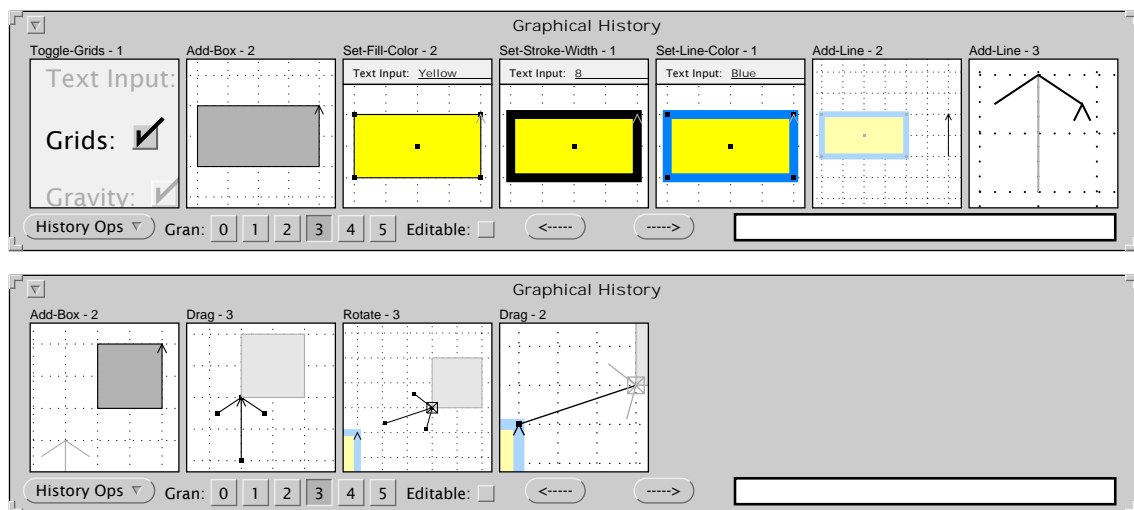 Graphical History
Toggle-Grids - 1 Add-Box - 2 Set-Fill-Color - 2 Set-Stroke-Width - 1 Set-Line-Color - 1 Add-Line - 2 Add-Line - 3
Text Input: Text Input: Yellow Text Input: 8 Text Input: Blue
Grids:
Gravity:
History Ops Gran: 0 1 2 3 4 5 Editable: <----- ----->
Graphical History
Add-Box - 2 Drag - 3 Rotate - 3 Drag - 2
History Ops Gran: 0 1 2 3 4 5 Editable: <----- ----->